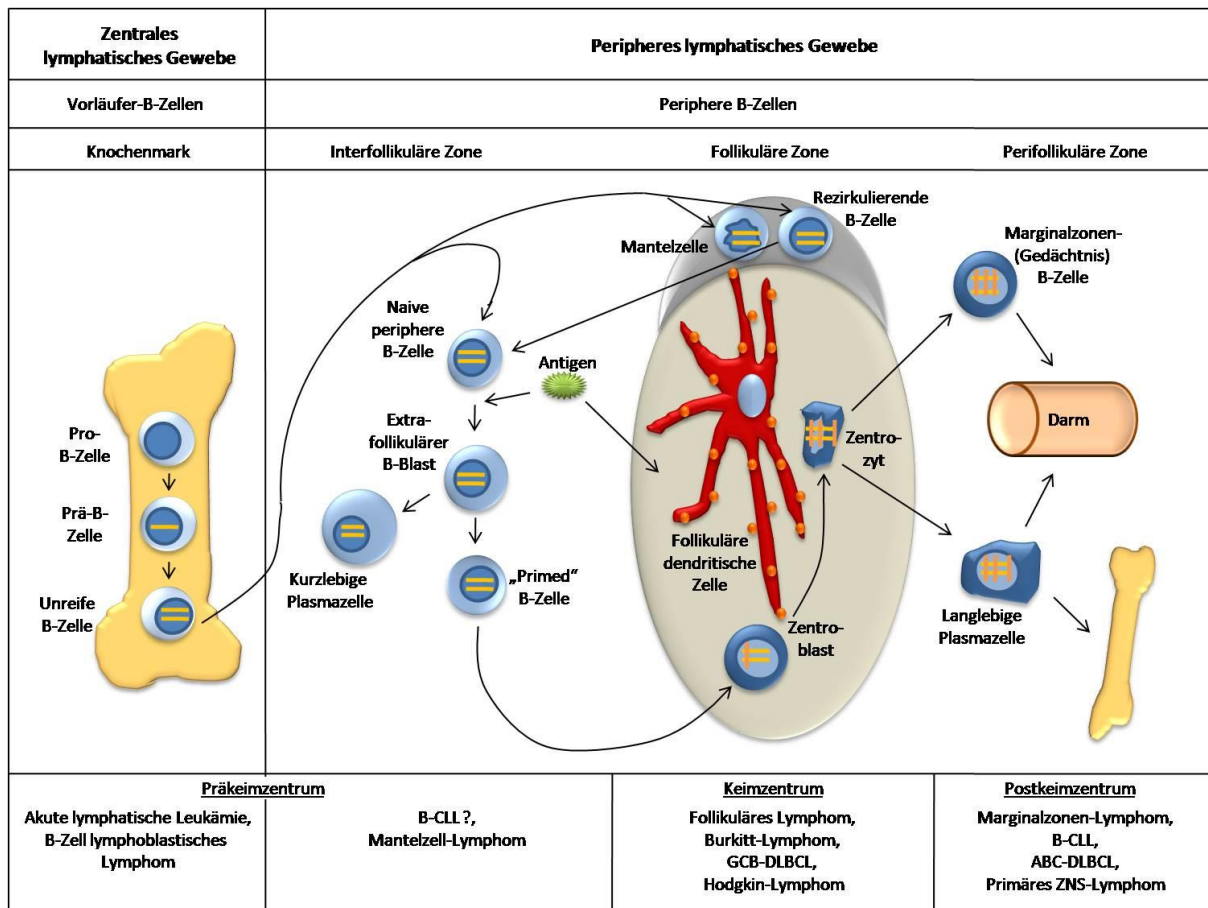 Zentrales
lymphatisches Gewebe
Peripheres lymphatisches Gewebe
Vorläufer-B-Zellen
Periphere B-Zellen
Knochenmark
Interfollikuläre Zone
Follikuläre Zone
Perifollikuläre Zone
Pro-
B-Zelle
Prä-B-
Zelle
Unreife
B-Zelle
Naive
periphere
B-Zelle
Antigen
Extra-
follikulärer
B-Blast
Kurzlebige
Plasmazelle
„Primed“
B-Zelle
Mantelzelle
Rezirkulierende
B-Zelle
Follikuläre
dendritische
Zelle
Zentro-
zyt
Zentro-
blast
Marginalzonen-
(Gedächtnis)
B-Zelle
Darm
Langlebige
Plasmazelle
Präkeimzentrum
Akute lymphatische Leukämie,
B-Zell lymphoblastisches
Lymphom
B-CLL ?,
Mantelzell-Lymphom
Keimzentrum
Follikuläres Lymphom,
Burkitt-Lymphom,
GCB-DLBCL,
Hodgkin-Lymphom
Postkeimzentrum
Marginalzonen-Lymphom,
B-CLL,
ABC-DLBCL,
Primäres ZNS-Lymphom